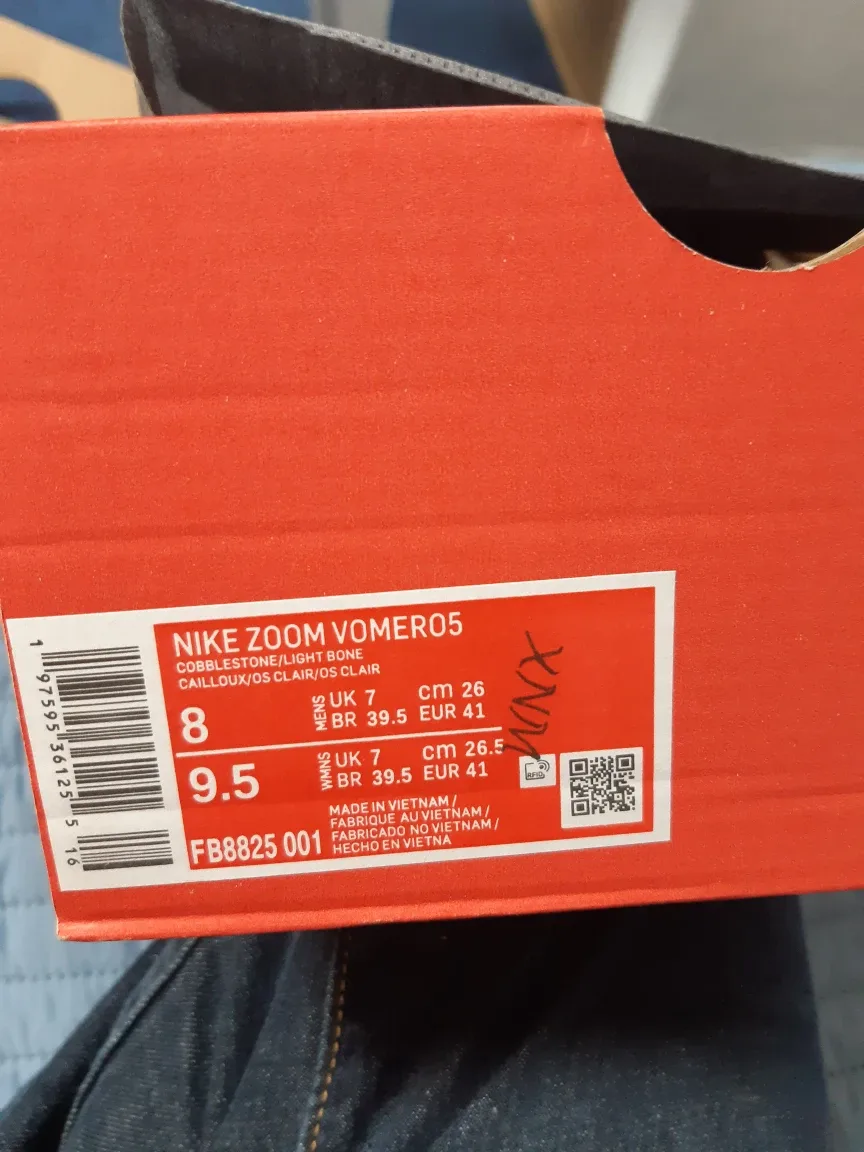 NIKE ZOOM VOMERO5
COBBLESTONE/LIGHT BONE
CAILLOUX/OS CLAIR/OS CLAIR
8
MENS
UK 7 cm 26
BR 39.5 EUR 41
9.5
WMNS
UK 7 cm 26.5
BR 39.5 EUR 41
FB8825 001
MADE IN VIETNAM /
FABRIQUE AU VIETNAM /
FABRICADO NO VIETNAM /
HECHO EN VIETNA
RFID
1 97595 36125 5 16